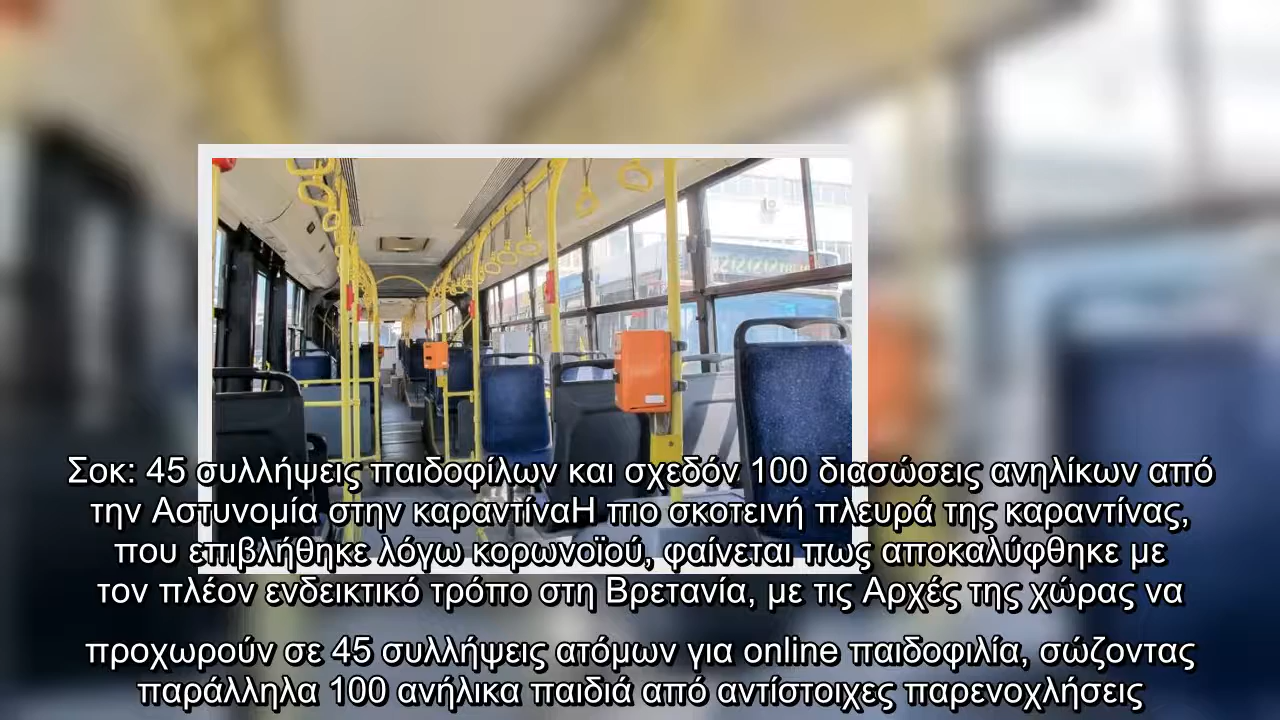 Σοκ: 45 συλλήψεις παιδοφίλων και σχεδόν 100 διασώσεις ανηλίκων από
την Αστυνομία στην καραντίναΗ πιο σκοτεινή πλευρά της καραντίνας,
που επιβλήθηκε λόγω κορωνοϊού, φαίνεται πως αποκαλύφθηκε με
τον πλέον ενδεικτικό τρόπο στη Βρετανία, με τις Αρχές της χώρας να
προχωρούν σε 45 συλλήψεις ατόμων για online παιδοφιλία, σώζοντας
παράλληλα 100 ανήλικα παιδιά από αντίστοιχες παρενοχλήσεις